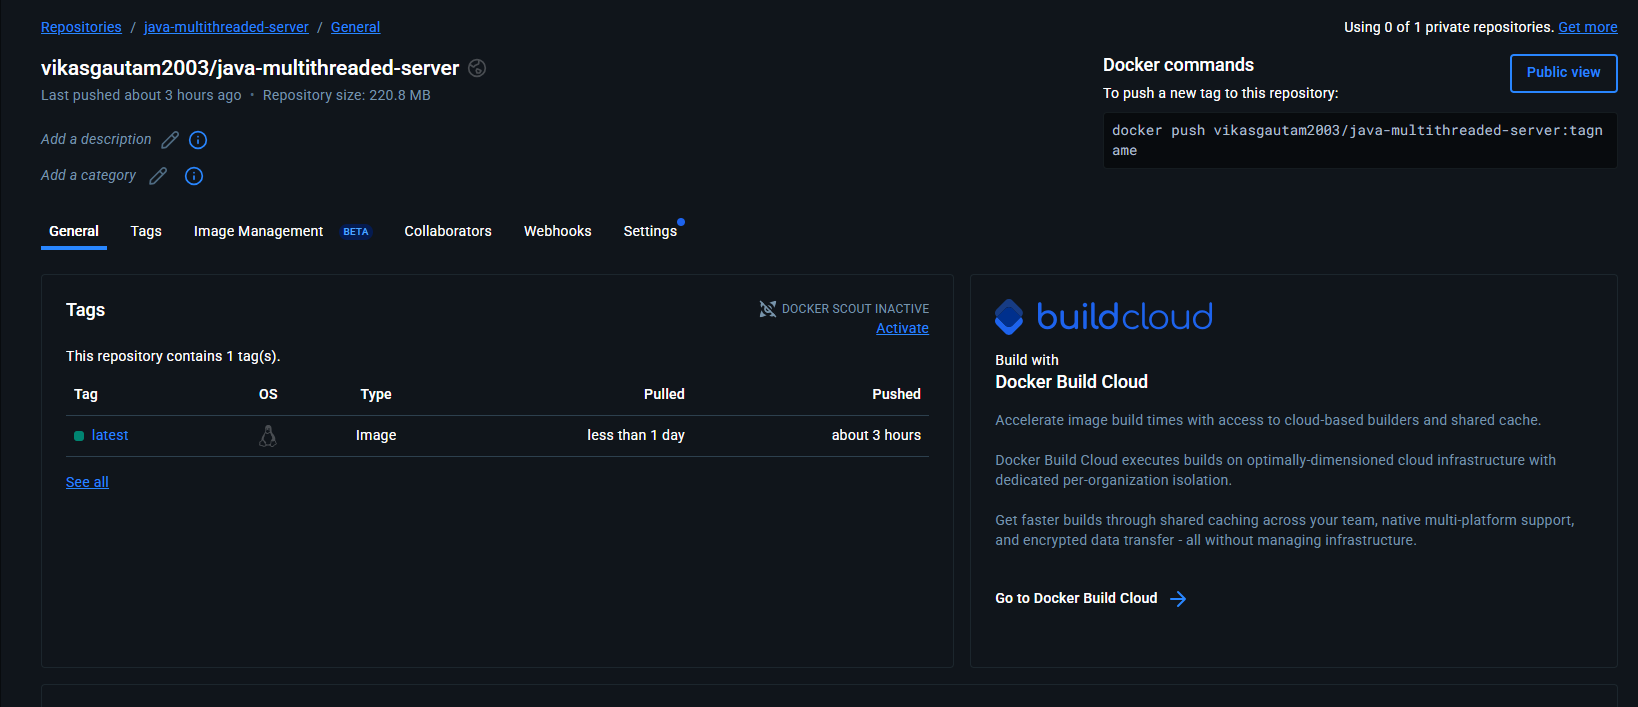 Repositories / java-multithreaded-server / General
Using 0 of 1 private repositories. Get more
vikasgautam2003/java-multithreaded-server
Last pushed about 3 hours ago • Repository size: 220.8 MB
Add a description
Add a category
Docker commands
Public view
To push a new tag to this repository:
docker push vikasgautam2003/java-multithreaded-server:tagn
ame
General Tags Image Management BETA Collaborators Webhooks Settings
Tags
DOCKER SCOUT INACTIVE
Activate
This repository contains 1 tag(s).
Tag OS Type Pulled Pushed
latest Image less than 1 day about 3 hours
See all
buildcloud
Build with
Docker Build Cloud
Accelerate image build times with access to cloud-based builders and shared cache.
Docker Build Cloud executes builds on optimally-dimensioned cloud infrastructure with
dedicated per-organization isolation.
Get faster builds through shared caching across your team, native multi-platform support,
and encrypted data transfer - all without managing infrastructure.
Go to Docker Build Cloud